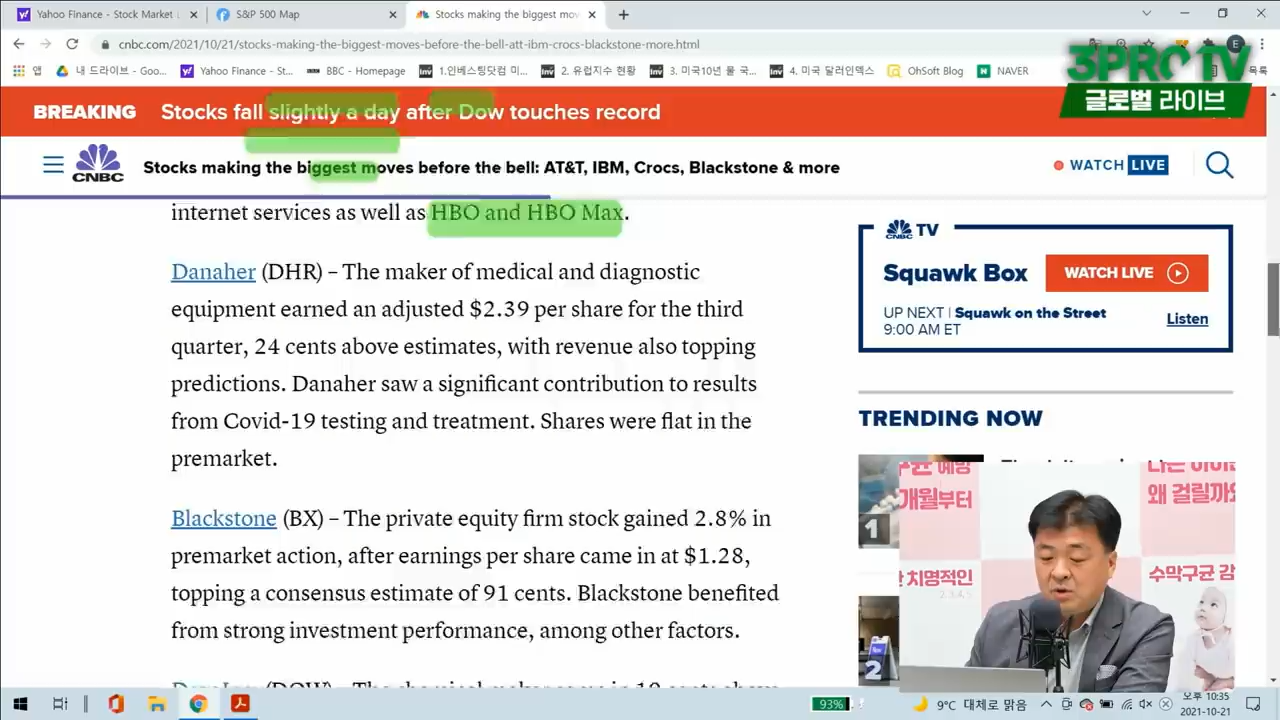 Yahoo Finance - Stock Market L
S&P 500 Map
Stocks making the biggest mov
cnbc.com/2021/10/21/stocks-making-the-biggest-moves-before-the-bell-att-ibm-crocs-blackstone-more.html
E
앱
내 드라이브 - Goo...
Yahoo Finance - St...
BBC - Homepage
1.인베스팅닷컴 미...
2. 유럽지수 현황
3. 미국10년 물 국...
4. 미국 달러인덱스
OhSoft Blog
NAVER
목록
3PRO TV
글로벌 라이브
BREAKING
Stocks fall slightly a day after Dow touches record
CNBC
Stocks making the biggest moves before the bell: AT&T, IBM, Crocs, Blackstone & more
WATCH LIVE
internet services as well as HBO and HBO Max.
Danaher (DHR) – The maker of medical and diagnostic
equipment earned an adjusted $2.39 per share for the third
quarter, 24 cents above estimates, with revenue also topping
predictions. Danaher saw a significant contribution to results
from Covid-19 testing and treatment. Shares were flat in the
premarket.
Blackstone (BX) – The private equity firm stock gained 2.8% in
premarket action, after earnings per share came in at $1.28,
topping a consensus estimate of 91 cents. Blackstone benefited
from strong investment performance, among other factors.
CNBC TV
Squawk Box
WATCH LIVE
UP NEXT | Squawk on the Street
9:00 AM ET
Listen
TRENDING NOW
1
2
개월부터
왜 걸릴까
치명적인
수막구균 감
93%
9°C 대체로 맑음
오후 10:35
2021-10-21